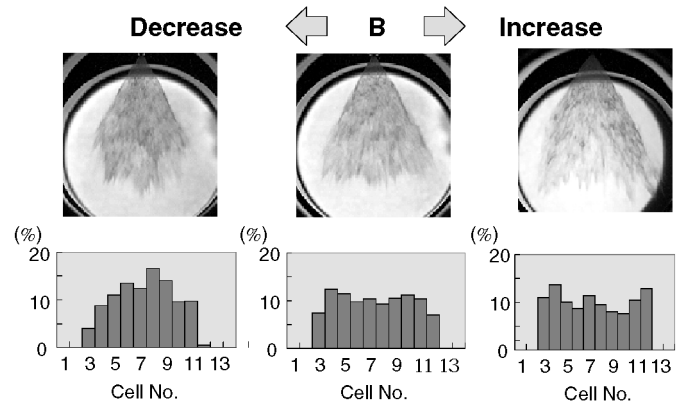 Decrease B Increase
(%) (%) (%)
20 20 20
10 10 10
0 0 0
1 3 5 7 9 11 13 1 3 5 7 9 11 13 1 3 5 7 9 11 13
Cell No. Cell No. Cell No.